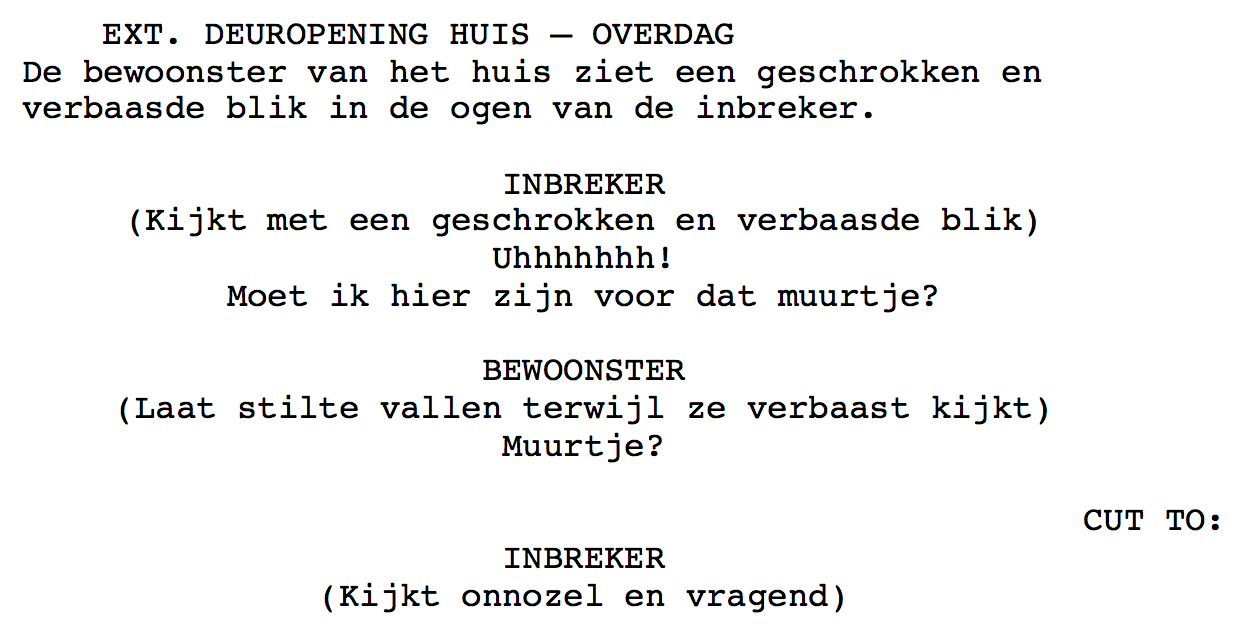 EXT. DEUROPENING HUIS – OVERDAG
De bewoonster van het huis ziet een geschrokken en
verbaasde blik in de ogen van de inbreker.
INBREKER
(Kijkt met een geschrokken en verbaasde blik)
Uhhhhhhh!
Moet ik hier zijn voor dat muurtje?
BEWOONSTER
(Laat stilte vallen terwijl ze verbaast kijkt)
Muurtje?
CUT TO:
INBREKER
(Kijkt onnozel en vragend)